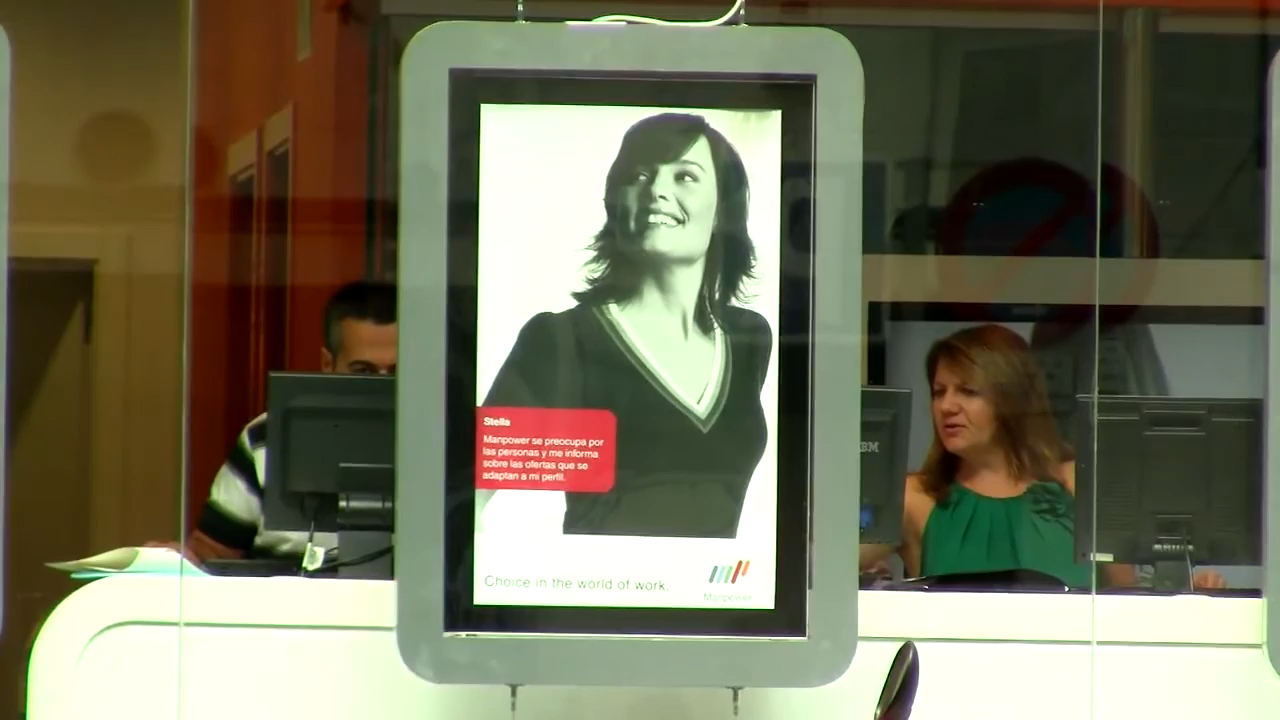 Stella
Manpower se preocupa por
las personas y me informa
sobre las ofertas que se
adaptan a mi perfil.
Choice in the world of work.
Manpower
IBM